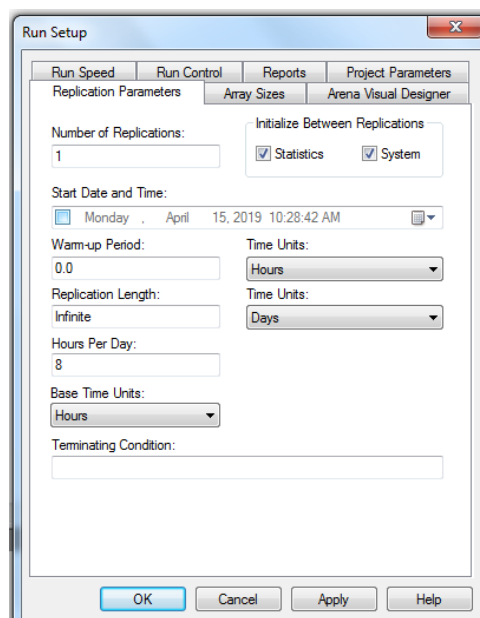 Run Setup
Run Speed Run Control Reports Project Parameters
Replication Parameters Array Sizes Arena Visual Designer
Number of Replications:
1
Initialize Between Replications
Statistics System
Start Date and Time:
Monday , April 15, 2019 10:28:42 AM
Warm-up Period: Time Units:
0.0 Hours
Replication Length: Time Units:
Infinite Days
Hours Per Day:
8
Base Time Units:
Hours
Terminating Condition:
OK Cancel Apply Help